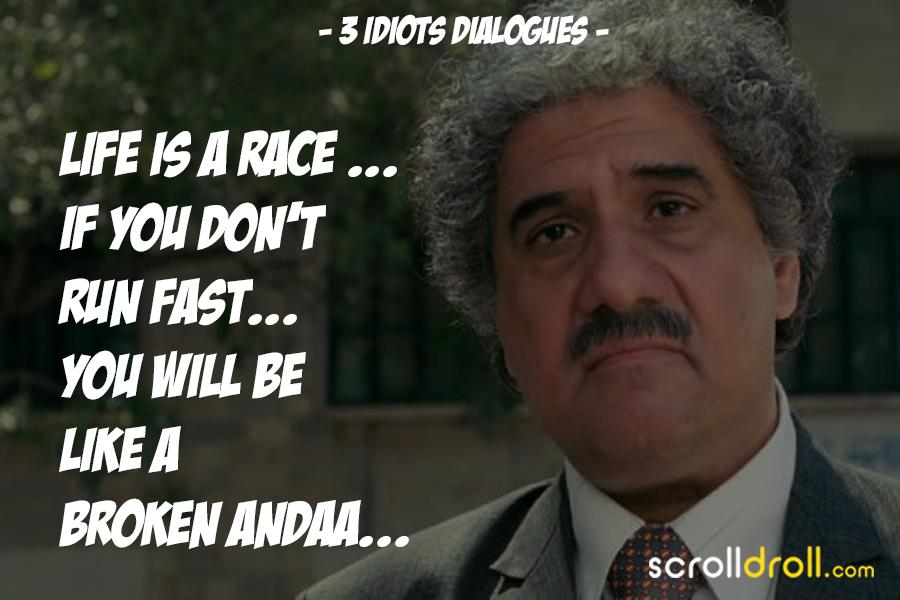 - 3 IDIOTS DIALOGUES -
LIFE IS A RACE ...
IF YOU DON'T
RUN FAST...
YOU WILL BE
LIKE A
BROKEN ANDAA...
scrolldroll.com